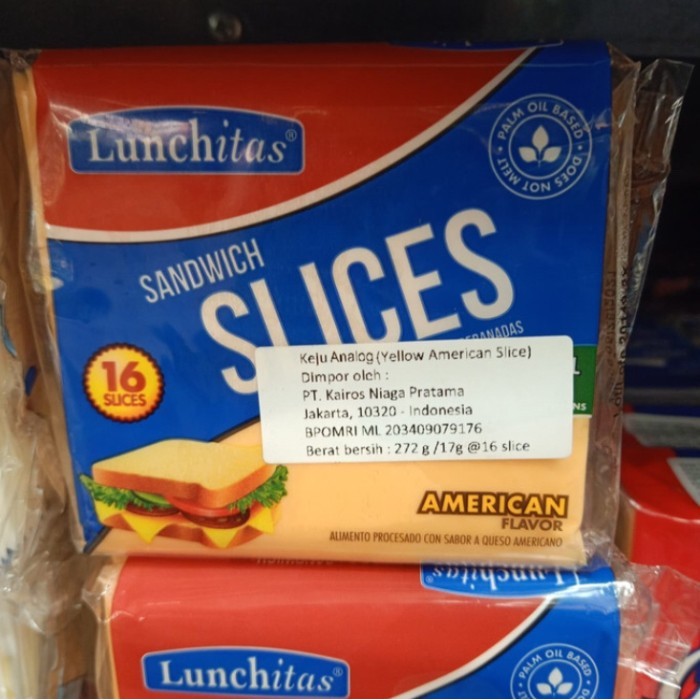 Lunchitas®
PALM OIL BASED
DOES NOT MELT
SANDWICH
SLICES
16
SLICES
Keju Analog (Yellow American Slice)
Dimpor oleh :
PT. Kairos Niaga Pratama
Jakarta, 10320 - Indonesia
BPOMRI ML 203409079176
Berat bersih : 272 g /17g @16 slice
AMERICAN
FLAVOR
ALIMENTO PROCESADO CON SABOR A QUESO AMERICANO
Lunchitas
Lunchitas®
PALM OIL BASED